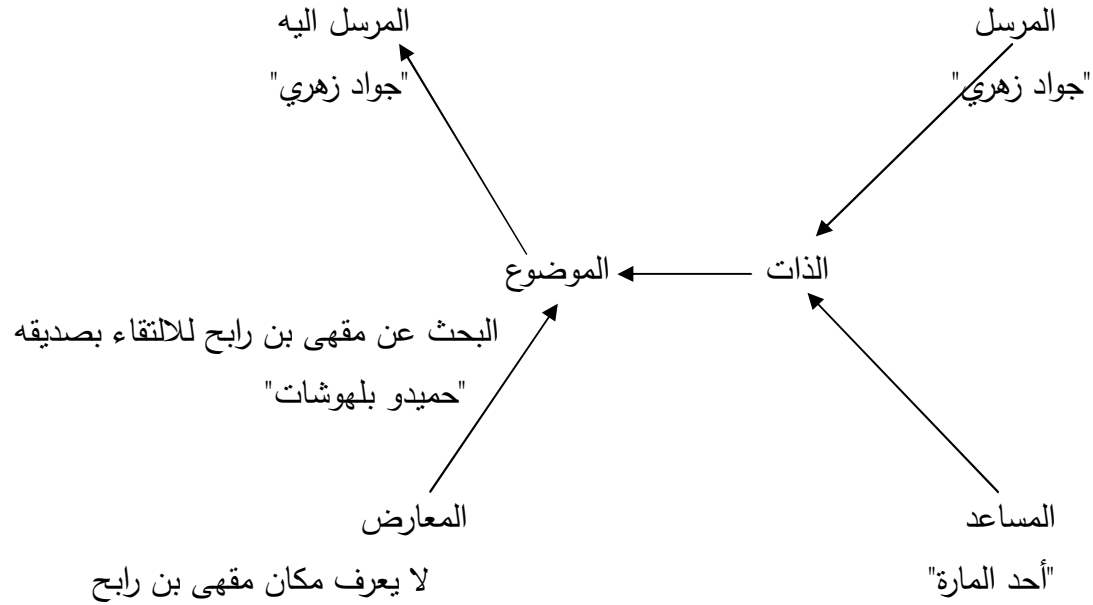 المرسل
المرسل اليه
"جواد زهري"
"جواد زهري"
الذات
الموضوع
البحث عن مقهى بن رابح للالتقاء بصديقه
"حميدو بلهوشات"
المساعد
المعارض
"أحد المارة"
لا يعرف مكان مقهى بن رابح